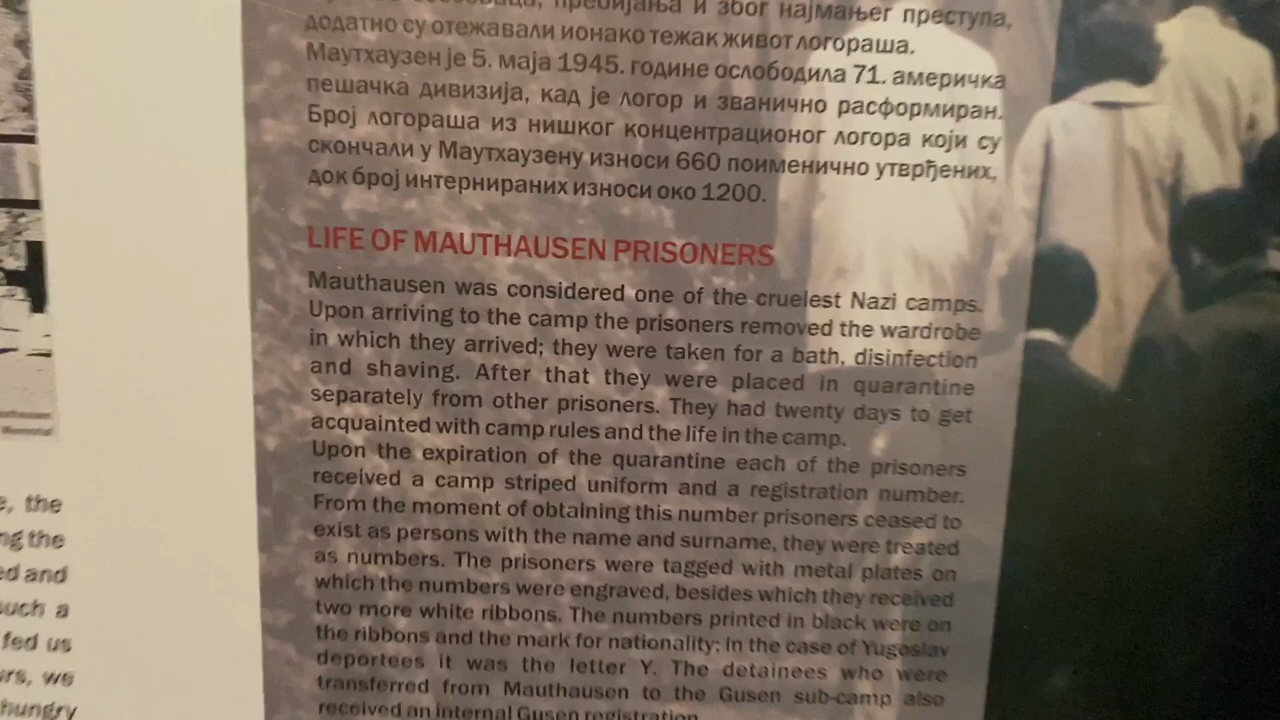 пребијања и због најмањег преступа,
додатно су отежавали ионако тежак живот логораша.
Маутхаузен је 5. маја 1945. године ослободила 71. америчка
пешачка дивизија, кад је логор и званично расформиран.
Број логораша из нишког концентрационог логора који су
скончали у Маутхаузену износи 660 поименично утврђених,
док број интернираних износи око 1200.
LIFE OF MAUTHAUSEN PRISONERS
Mauthausen was considered one of the cruelest Nazi camps.
Upon arriving to the camp the prisoners removed the wardrobe
in which they arrived; they were taken for a bath, disinfection
and shaving. After that they were placed in quarantine
separately from other prisoners. They had twenty days to get
acquainted with camp rules and the life in the camp.
Upon the expiration of the quarantine each of the prisoners
received a camp striped uniform and a registration number.
From the moment of obtaining this number prisoners ceased to
exist as persons with the name and surname, they were treated
as numbers. The prisoners were tagged with metal plates on
which the numbers were engraved, besides which they received
two more white ribbons. The numbers printed in black were on
the ribbons and the mark for nationality; in the case of Yugoslav
deportees it was the letter Y. The detainees who were
transferred from Mauthausen to the Gusen sub-camp also
received an internal Gusen registration
the
the
and
such a
fed us
we
hungry